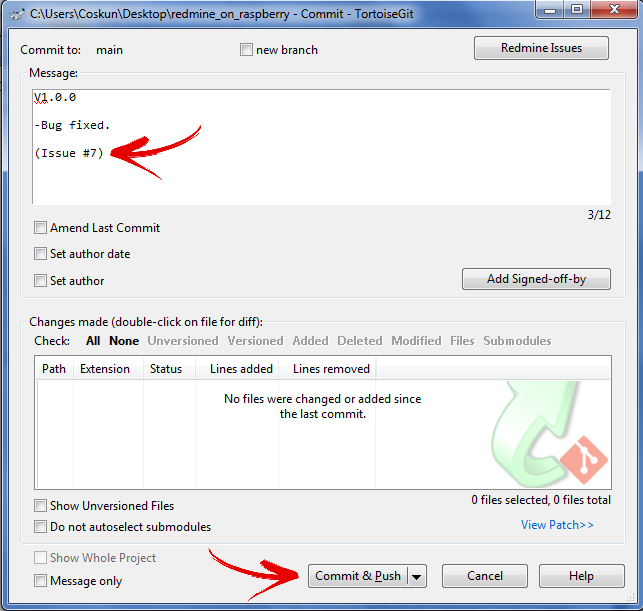 C:\Users\Coskun\Desktop\redmine_on_raspberry - Commit - TortoiseGit
Commit to: main new branch Redmine Issues
Message:
V1.0.0
-Bug fixed.
(Issue #7)
3/12
Amend Last Commit
Set author date
Set author Add Signed-off-by
Changes made (double-click on file for diff):
Check: All None Unversioned Versioned Added Deleted Modified Files Submodules
Path Extension Status Lines added Lines removed
No files were changed or added since
the last commit.
Show Unversioned Files 0 files selected, 0 files total
Do not autoselect submodules View Patch>>
Show Whole Project
Message only Commit & Push Cancel Help